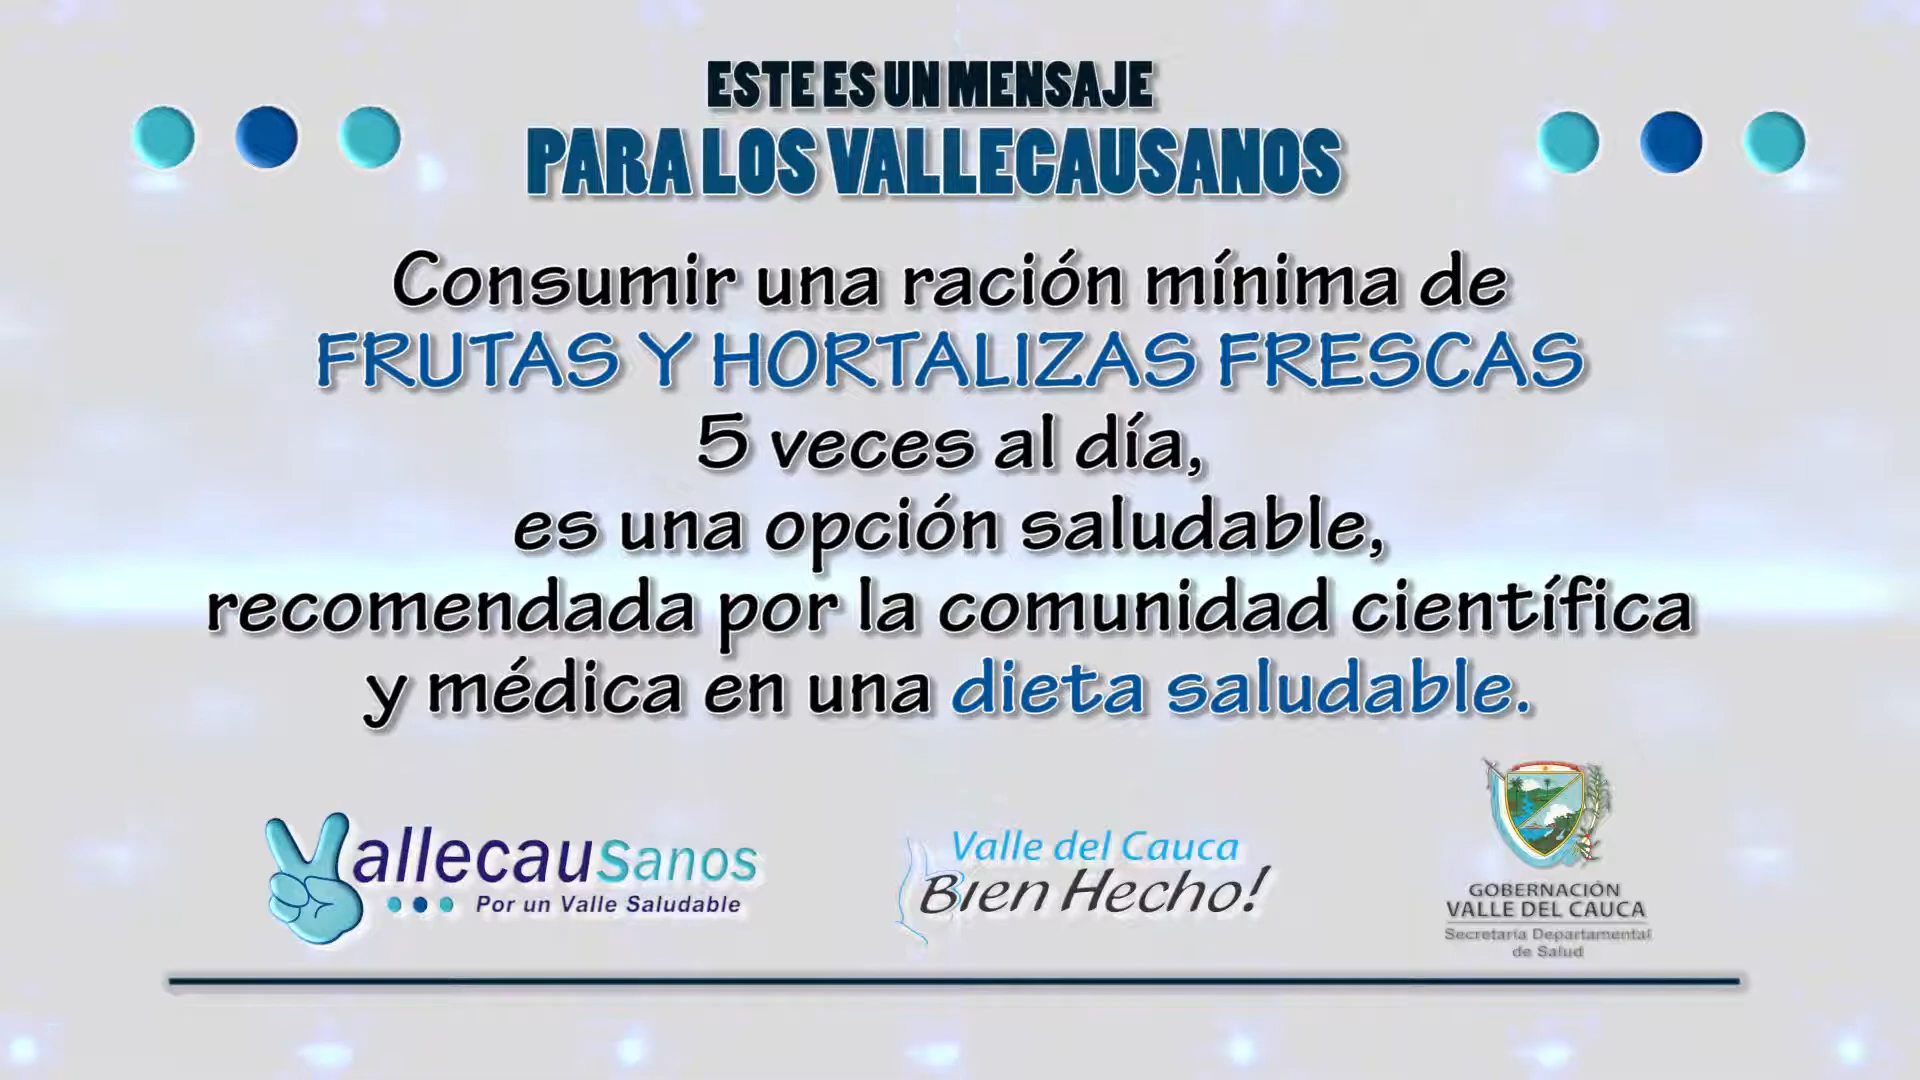 ESTE ES UN MENSAJE
PARA LOS VALLECAUSANOS
Consumir una ración mínima de
FRUTAS Y HORTALIZAS FRESCAS
5 veces al día,
es una opción saludable,
recomendada por la comunidad científica
y médica en una dieta saludable.
Vallecausanos
Por un Valle Saludable
Valle del Cauca
Bien Hecho!
GOBERNACIÓN
VALLE DEL CAUCA
Secretaría Departamental
de Salud